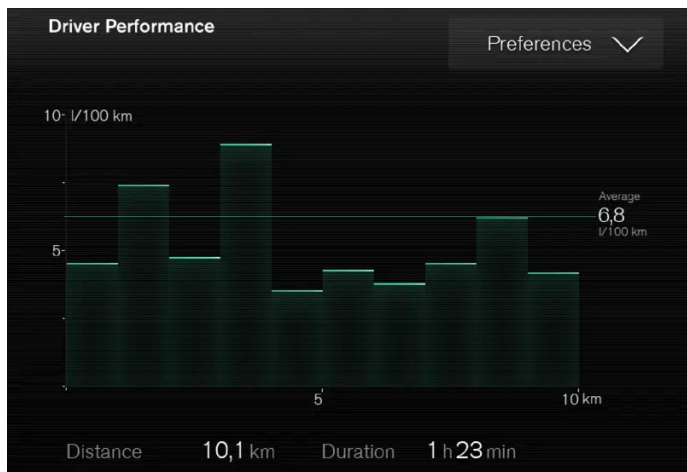 Driver Performance
Preferences
10 l/100 km
Average
6,8
l/100 km
5
5
10 km
Distance 10,1 km Duration 1 h 23 min